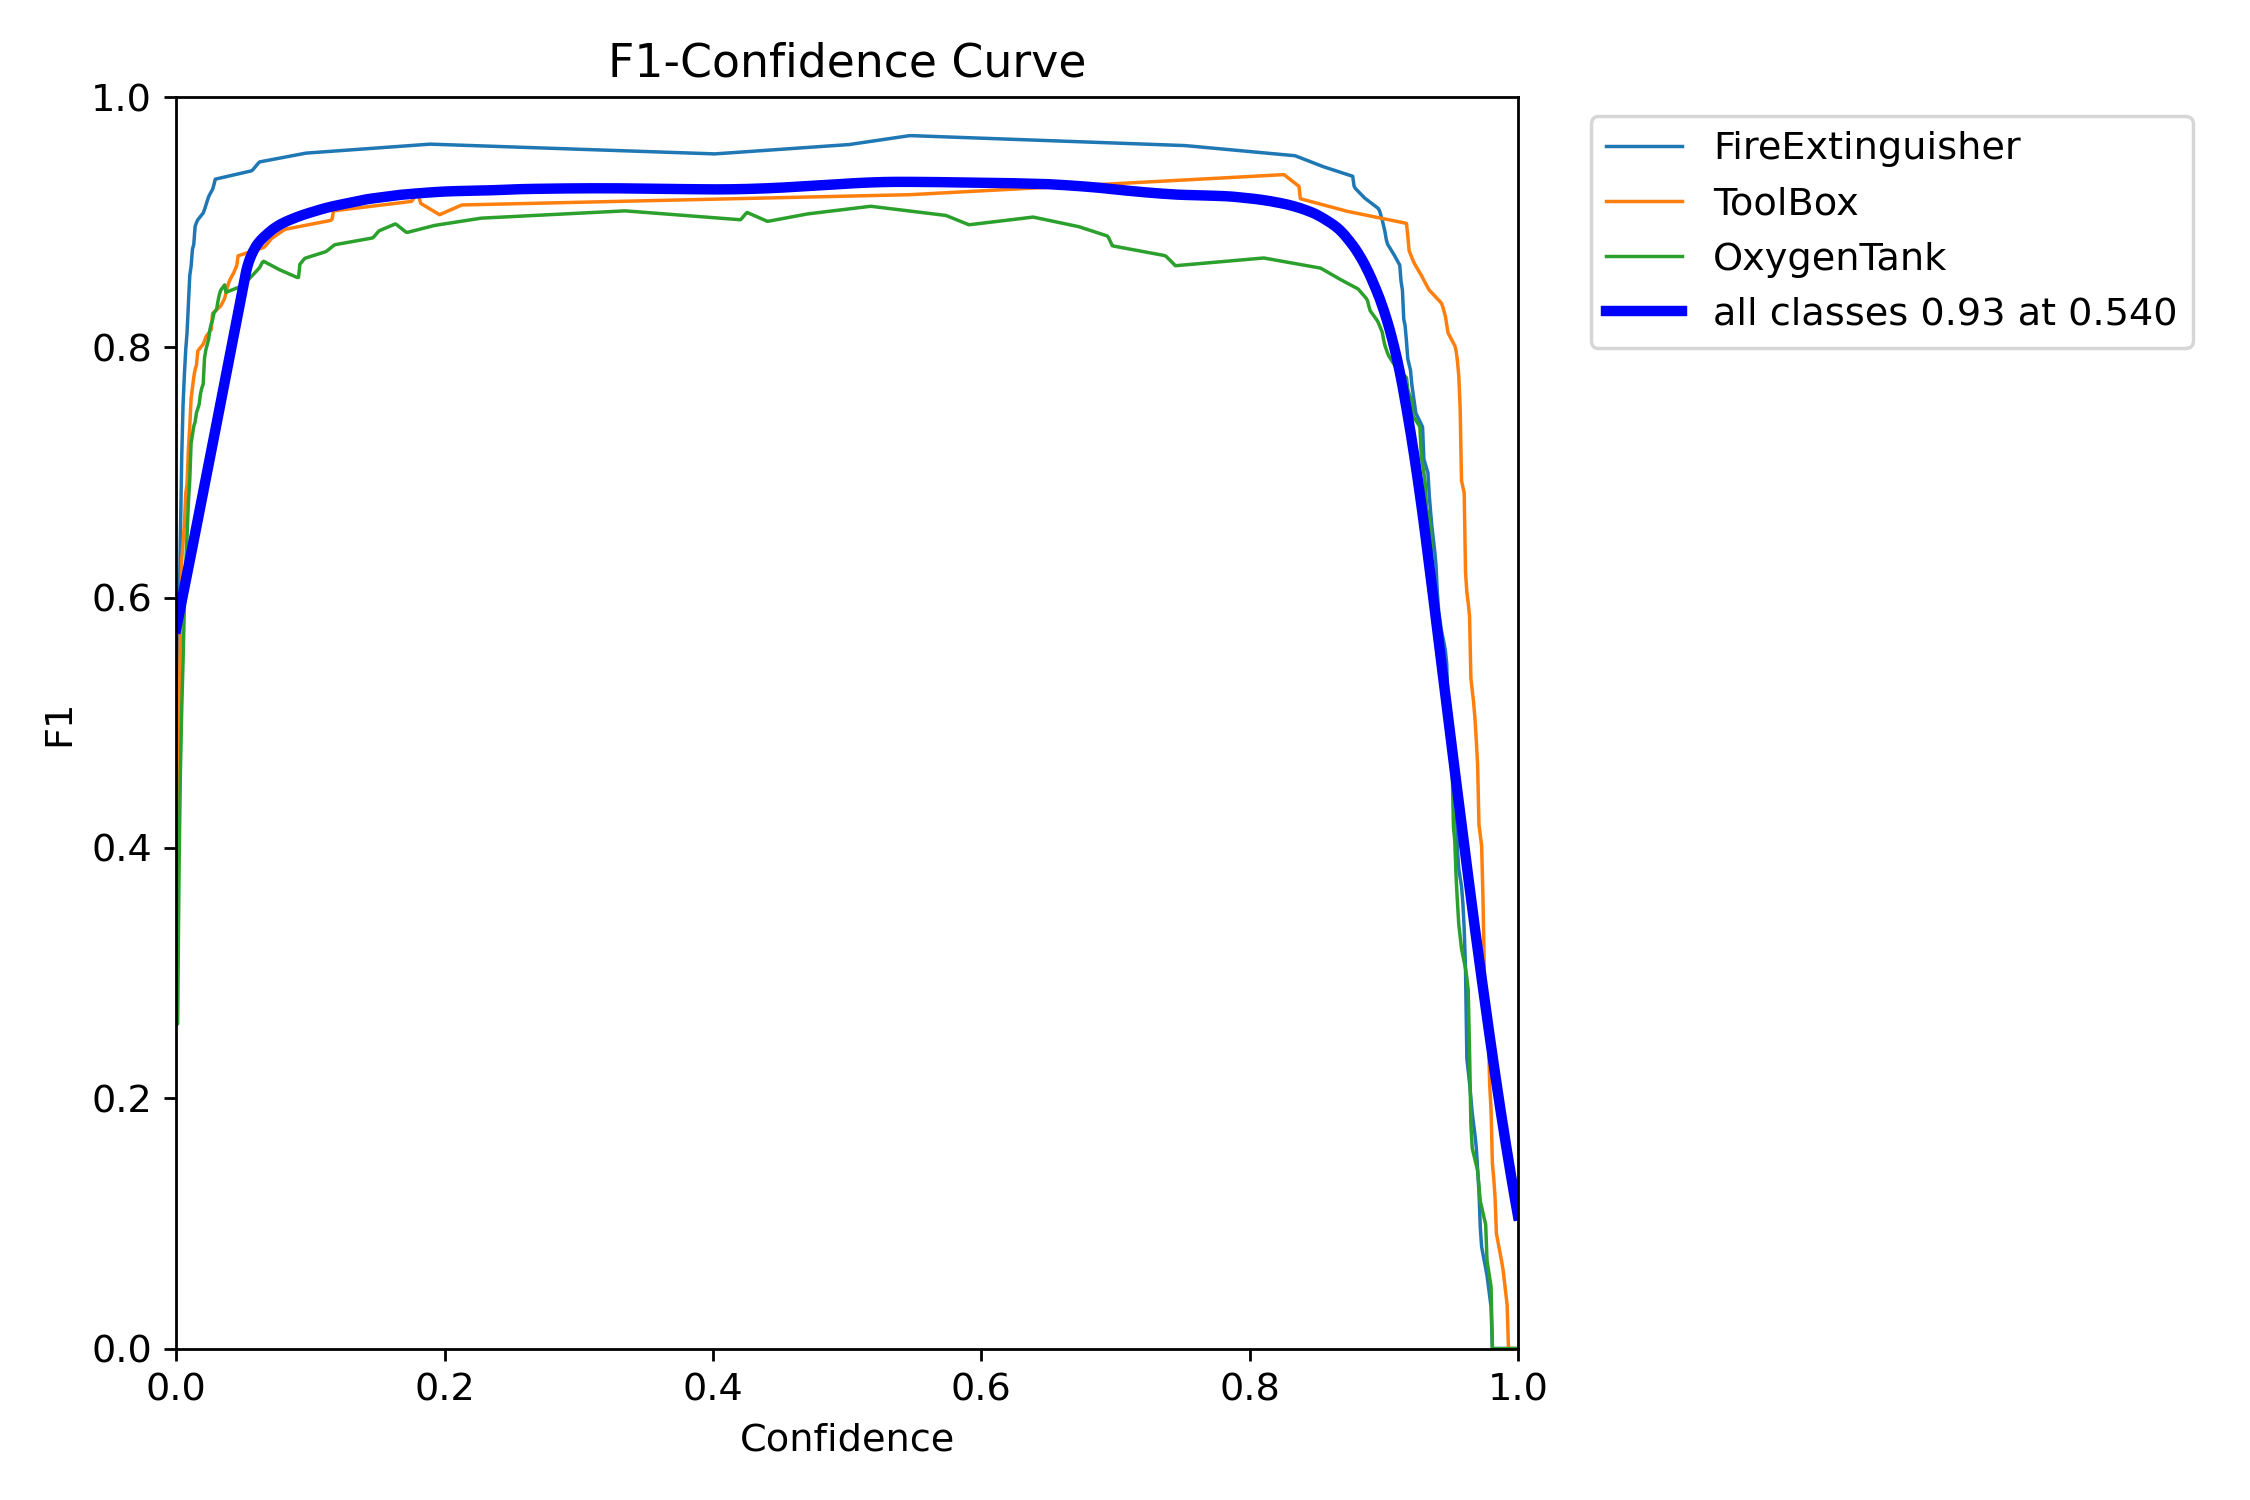 F1-Confidence Curve
1.0
0.8
0.6
0.4
0.2
0.0
F1
0.0 0.2 0.4 0.6 0.8 1.0
Confidence
FireExtinguisher
ToolBox
OxygenTank
all classes 0.93 at 0.540